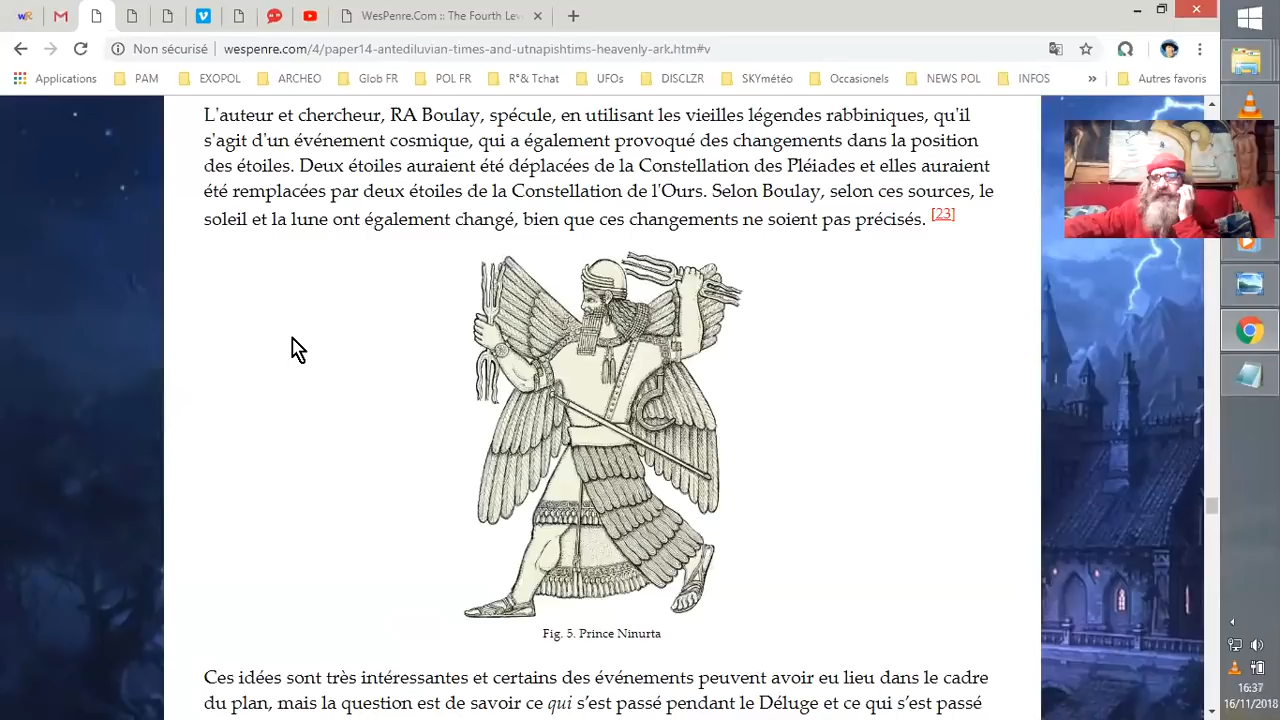 WesPenre.Com :: The Fourth Lev
Non sécurisé
wespenre.com/4/paper14-antediluvian-times-and-utnapishtims-heavenly-ark.htm#v
Applications PAM EXOPOL ARCHEO Glob FR POL FR R°& Tchat UFOs DISCLZR SKYmétéo Occasionels NEWS POL INFOS » Autres favoris
L'auteur et chercheur, RA Boulay, spécule, en utilisant les vieilles légendes rabbiniques, qu'il
s'agit d'un événement cosmique, qui a également provoqué des changements dans la position
des étoiles. Deux étoiles auraient été déplacées de la Constellation des Pléiades et elles auraient
été remplacées par deux étoiles de la Constellation de l'Ours. Selon Boulay, selon ces sources, le
soleil et la lune ont également changé, bien que ces changements ne soient pas précisés. [23]
Fig. 5. Prince Ninurta
Ces idées sont très intéressantes et certains des événements peuvent avoir eu lieu dans le cadre
du plan, mais la question est de savoir ce qui s'est passé pendant le Déluge et ce qui s'est passé
16:37
16/11/2018